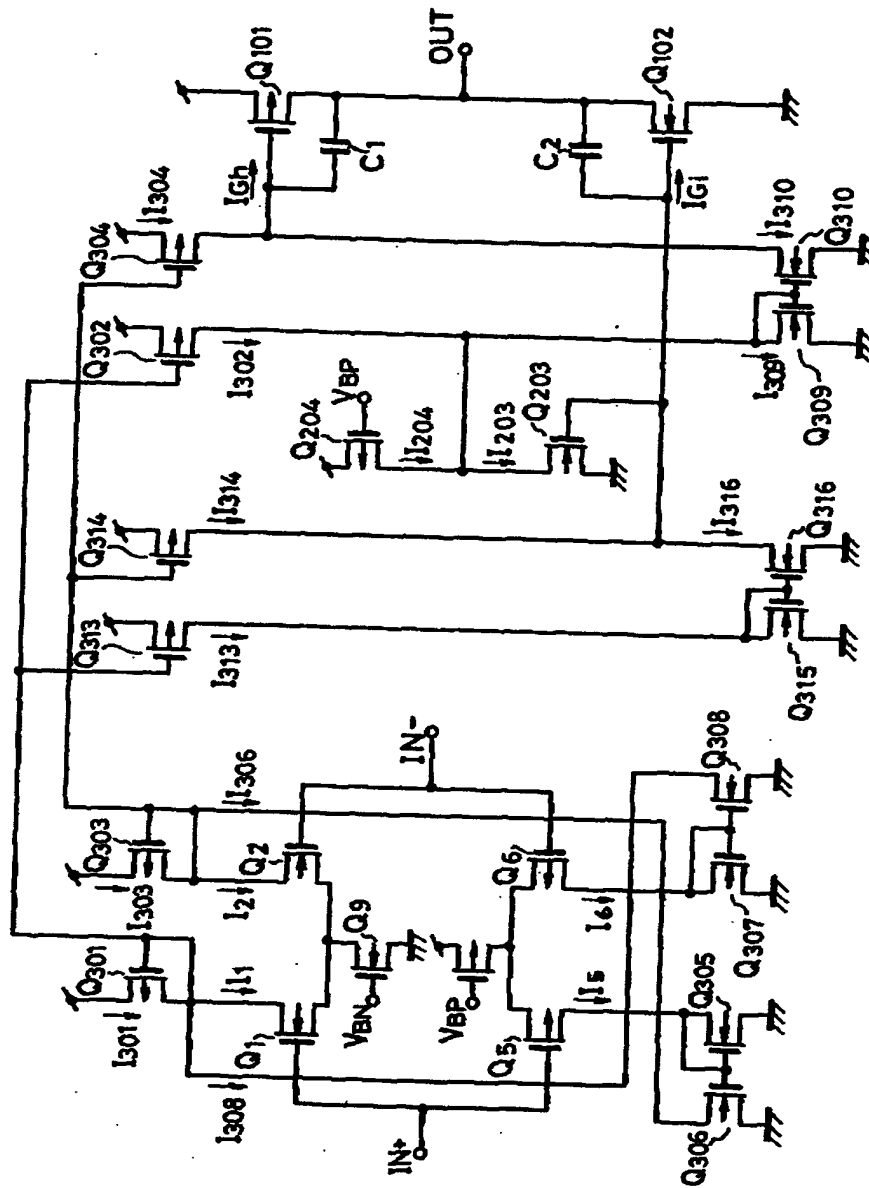 Q301
I301
Q303
I303
I306
I1
I2
Q1
Q2
I308
IN+
IN-
VBN
Q9
VBP
Q5
Q6
I5
I6
Q306
Q305
Q307
Q308
Q313
Q314
I313
I314
Q302
Q304
I304
I302
Q204
VBP
I204
I203
Q203
I316
Q315
Q316
I309
I310
Q309
Q310
IGh
Q101
C1
OUT
C2
IGi
Q102